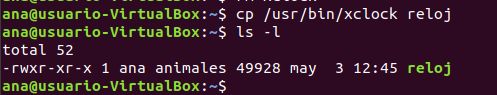 ana@usuario-VirtualBox:~$ cp /usr/bin/xclock reloj
ana@usuario-VirtualBox:~$ ls -l
total 52
-rwxr-xr-x 1 ana animales 49928 may  3 12:45 reloj
ana@usuario-VirtualBox:~$